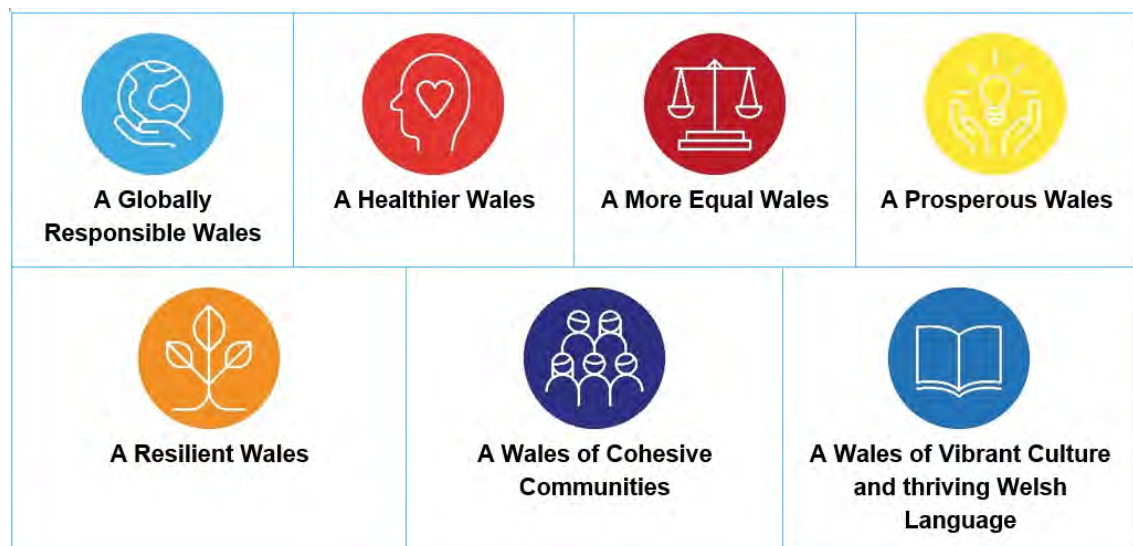 A Globally
Responsible Wales
A Healthier Wales
A More Equal Wales
A Prosperous Wales
A Resilient Wales
A Wales of Cohesive
Communities
A Wales of Vibrant Culture
and thriving Welsh
Language